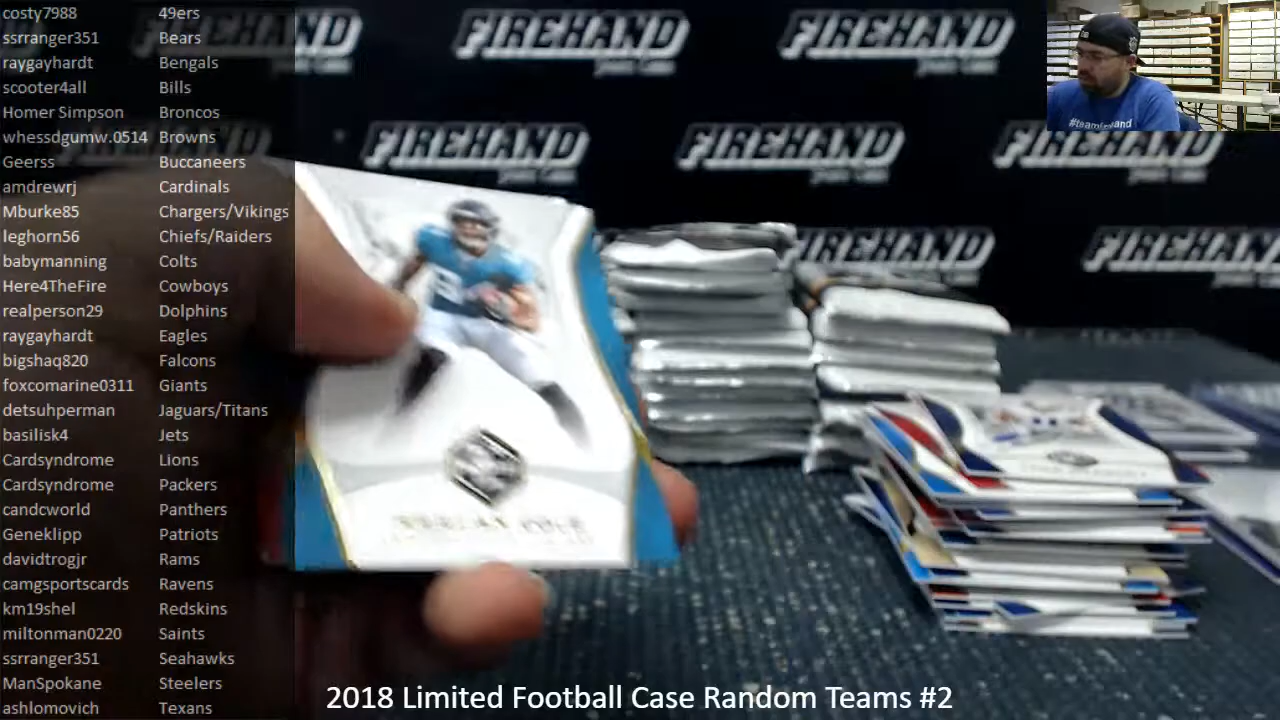 costy7988 49ers
ssrranger351 Bears
raygayhardt Bengals
scooter4all Bills
Homer Simpson Broncos
whessdgumw.0514 Browns
Geerss Buccaneers
amdrewrj Cardinals
Mburke85 Chargers/Vikings
leghorn56 Chiefs/Raiders
babymanning Colts
Here4TheFire Cowboys
realperson29 Dolphins
raygayhardt Eagles
bigshaq820 Falcons
foxcomarine0311 Giants
detsuhperman Jaguars/Titans
basilisk4 Jets
Cardsyndrome Lions
Cardsyndrome Packers
candcworld Panthers
Geneklipp Patriots
davidtrogjr Rams
camgsportscards Ravens
km19shel Redskins
miltonman0220 Saints
ssrranger351 Seahawks
ManSpokane Steelers
ashlomovich Texans
FIREHAND FIREHAND
FIREHAND FIREHAND FIREHAND
FIREHAND FIREHAND
2018 Limited Football Case Random Teams #2